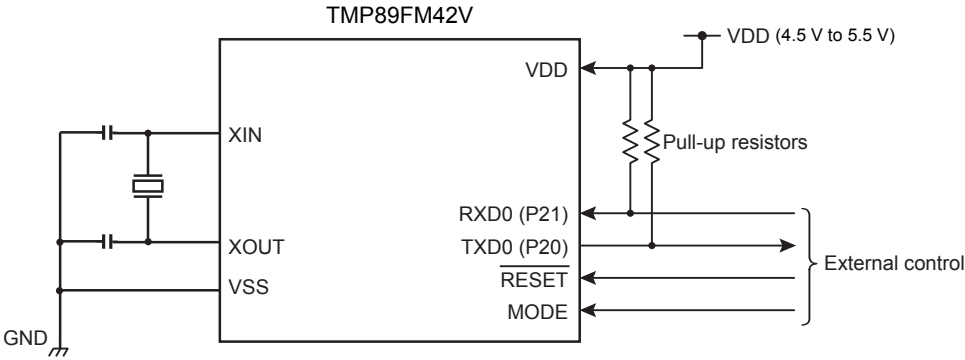 TMP89FM42V
VDD (4.5 V to 5.5 V)
VDD
XIN
Pull-up resistors
RXD0 (P21)
XOUT
TXD0 (P20)
External control
RESET
VSS
MODE
GND